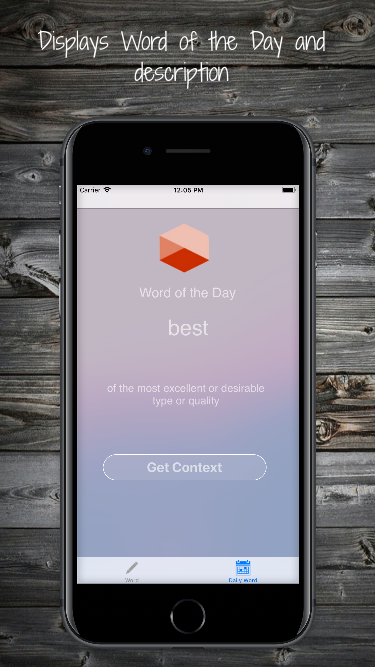 Displays Word of the Day and
description
Carrier 12:05 PM
Word of the Day
best
of the most excellent or desirable
type or quality
Get Context
Word Daily Word